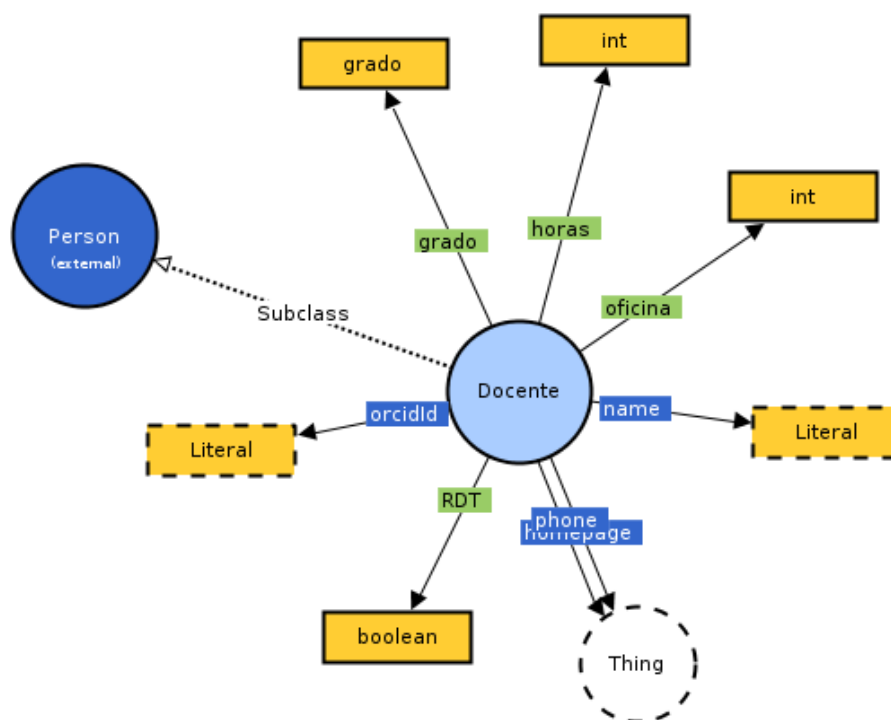 int
grado
int
Person
(external)
horas
grado
oficina
Subclass
Docente
orcidId
name
Literal
Literal
RDT
phone
homepage
boolean
Thing